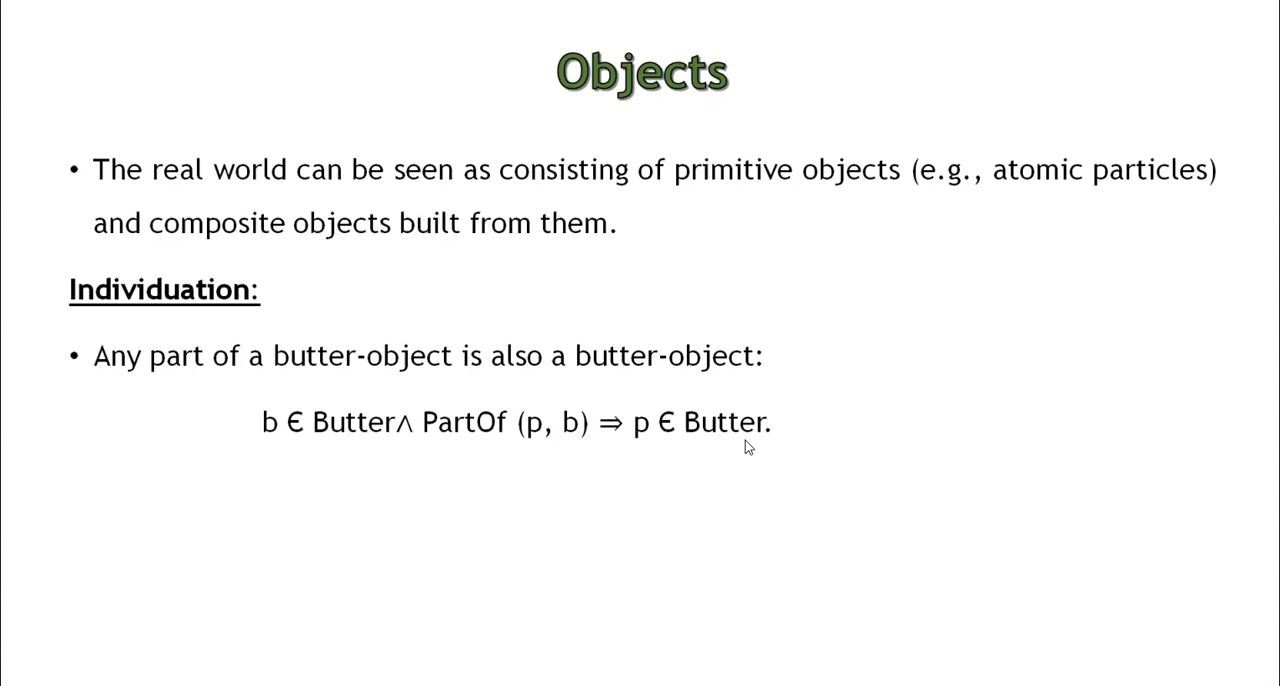 Objects
• The real world can be seen as consisting of primitive objects (e.g., atomic particles)
and composite objects built from them.
Individuation:
• Any part of a butter-object is also a butter-object:
b Є Butter∧ PartOf (p, b) ⇒ p Є Butter.